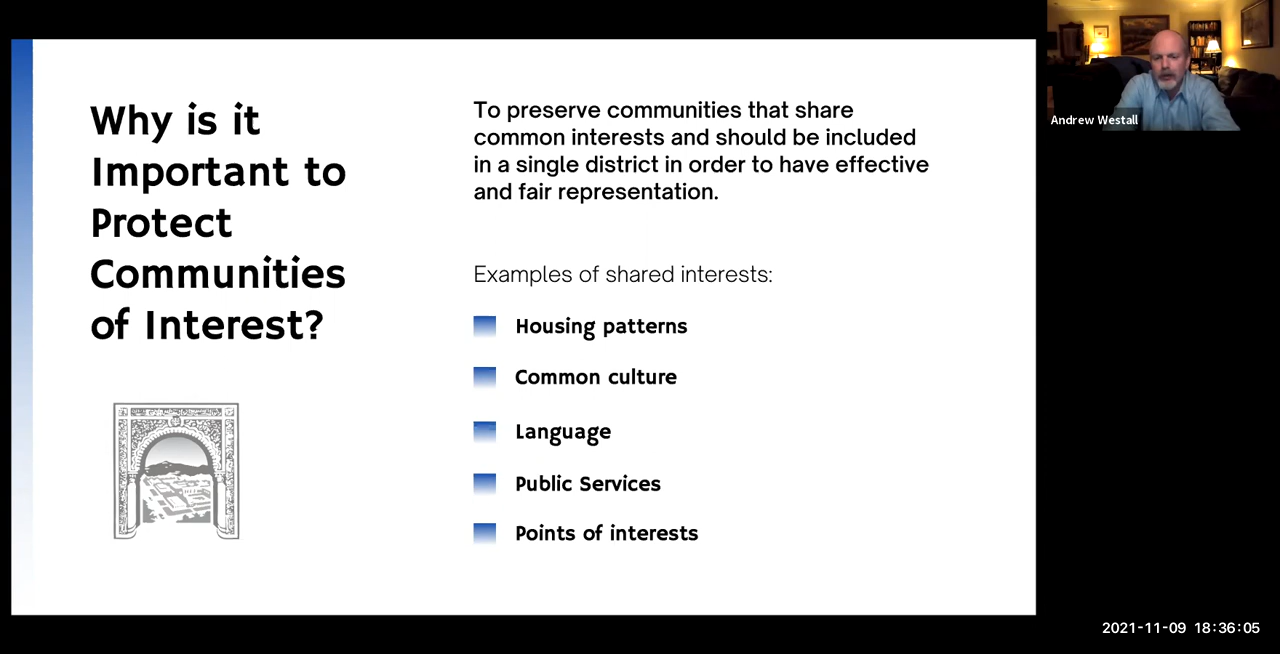 Why is it
Important to
Protect
Communities
of Interest?
To preserve communities that share
common interests and should be included
in a single district in order to have effective
and fair representation.
Examples of shared interests:
Housing patterns
Common culture
Language
Public Services
Points of interests
Andrew Westall
2021-11-09 18:36:05